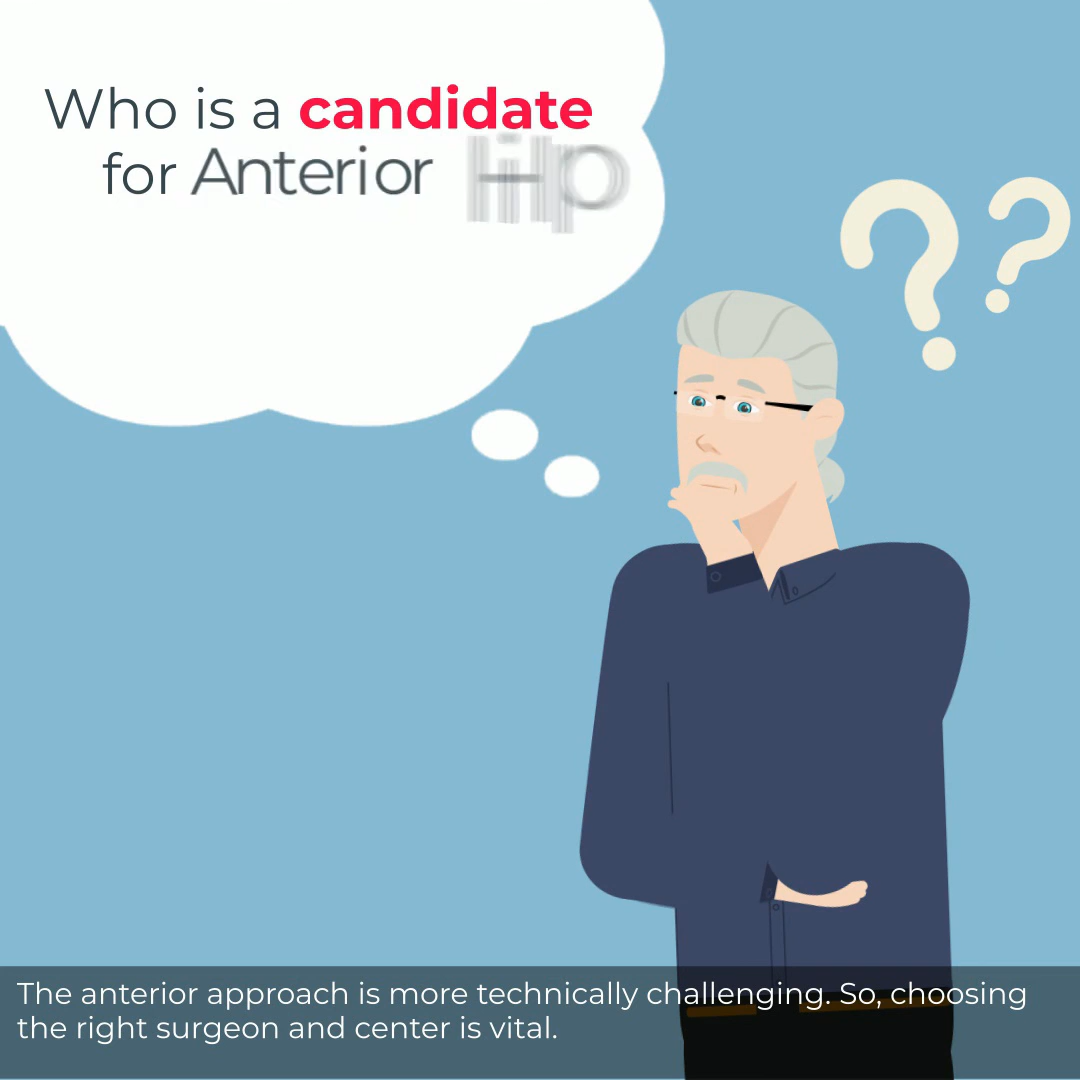 Who is a candidate
for Anterior Hip
The anterior approach is more technically challenging. So, choosing
the right surgeon and center is vital.